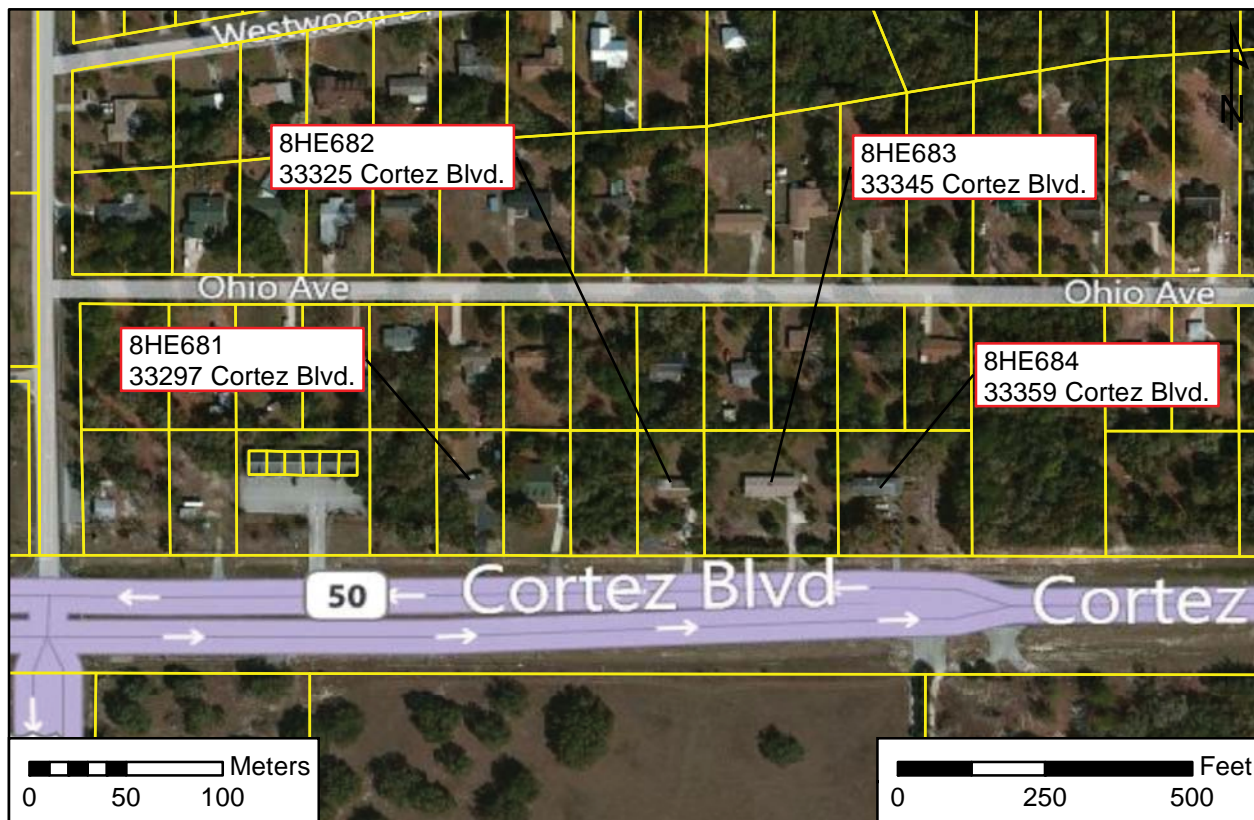 Westwood Dr
N
8HE682
33325 Cortez Blvd.
8HE683
33345 Cortez Blvd.
Ohio Ave
Ohio Ave
8HE681
33297 Cortez Blvd.
8HE684
33359 Cortez Blvd.
50
Cortez Blvd
Cortez
Meters
0 50 100
Feet
0 250 500